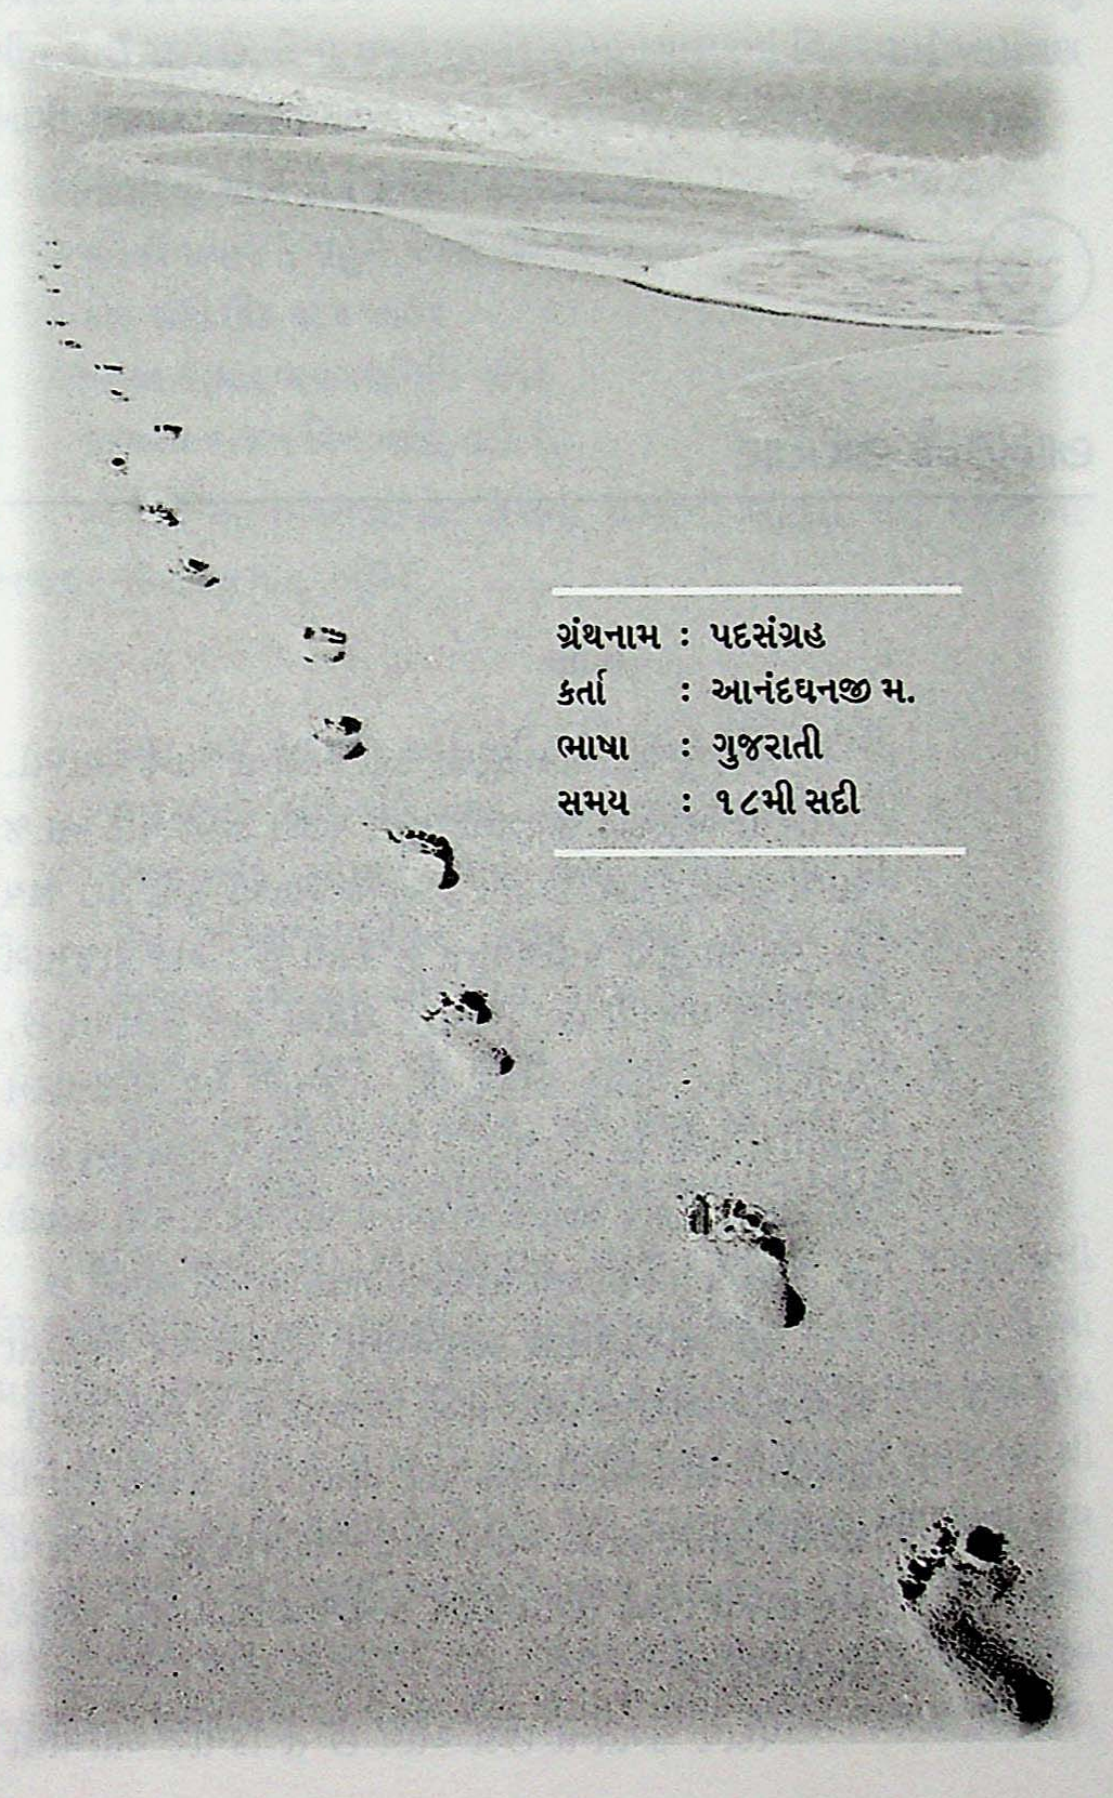 ગ્રંથનામ : પદસંગ્રહ
કર્તા : આનંદઘનજી મ.
ભાષા : ગુજરાતી
સમય : ૧૮મી સદી